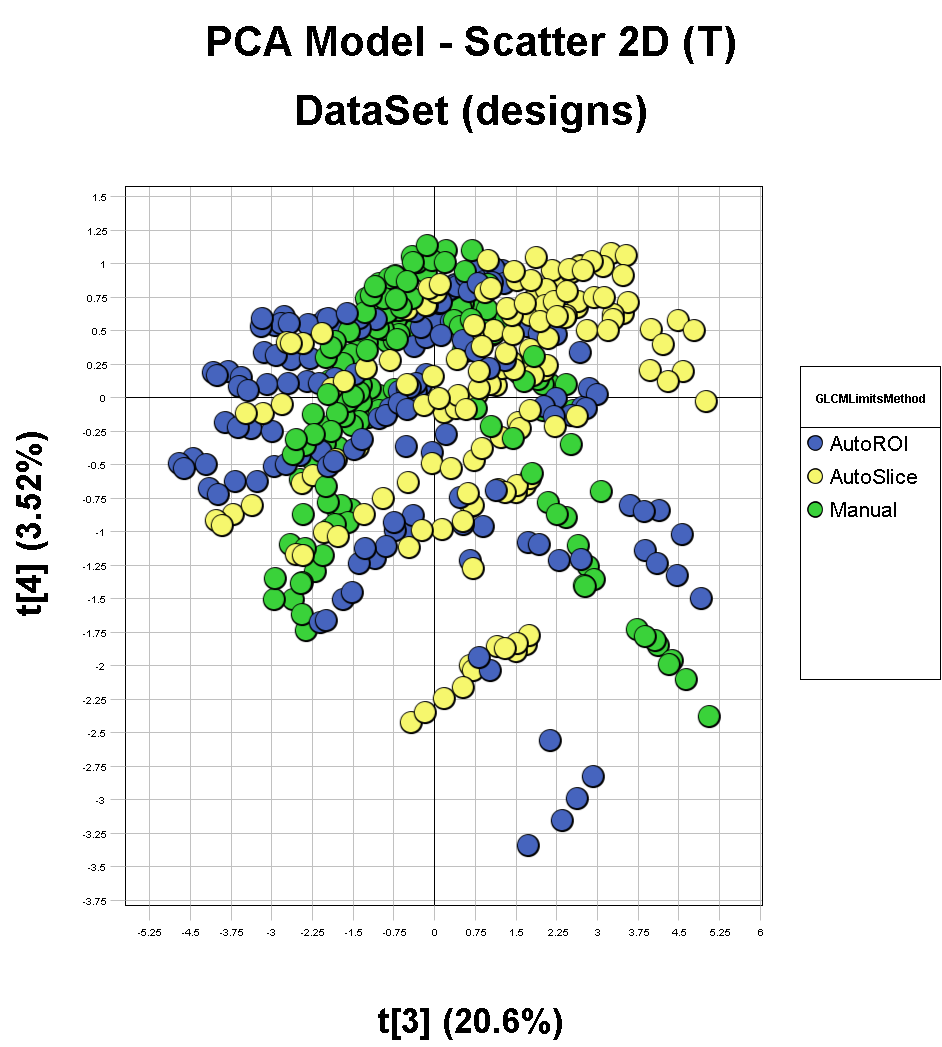 PCA Model - Scatter 2D (T)
DataSet (designs)
t[4] (3.52%)
1.5
1.25
1
0.75
0.5
0.25
0
-0.25
-0.5
-0.75
-1
-1.25
-1.5
-1.75
-2
-2.25
-2.5
-2.75
-3
-3.25
-3.5
-3.75
-5.25 -4.5 -3.75 -3 -2.25 -1.5 -0.75 0 0.75 1.5 2.25 3 3.75 4.5 5.25 6
t[3] (20.6%)
GLCMLimitsMethod
AutoROI
AutoSlice
Manual